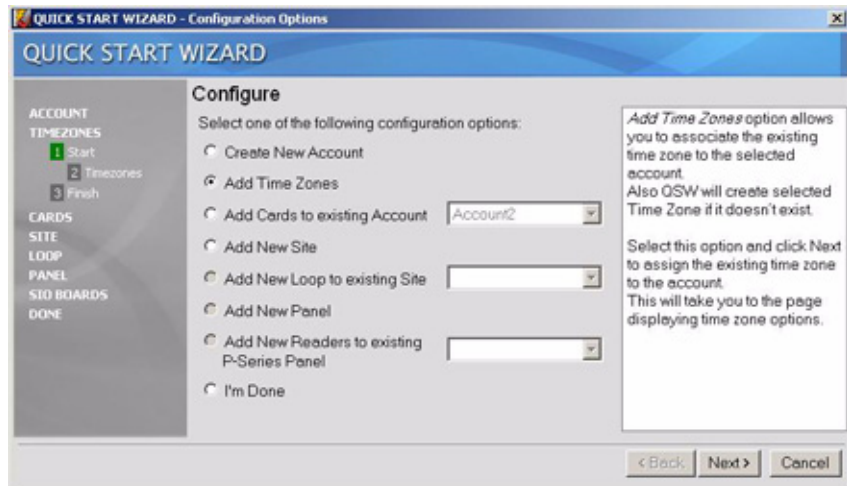 QUICK START WIZARD - Configuration Options
QUICK START WIZARD
ACCOUNT
TIMEZONES
1 Start
2 Timezones
3 Finish
CARDS
SITE
LOOP
PANEL
SIO BOARDS
DONE
Configure
Select one of the following configuration options:
Create New Account
Add Time Zones
Add Cards to existing Account
Account2
Add New Site
Add New Loop to existing Site
Add New Panel
Add New Readers to existing
P-Series Panel
I'm Done
Add Time Zones option allows
you to associate the existing
time zone to the selected
account.
Also QSW will create selected
Time Zone if it doesn't exist.
Select this option and click Next
to assign the existing time zone
to the account.
This will take you to the page
displaying time zone options.
< Back
Next >
Cancel